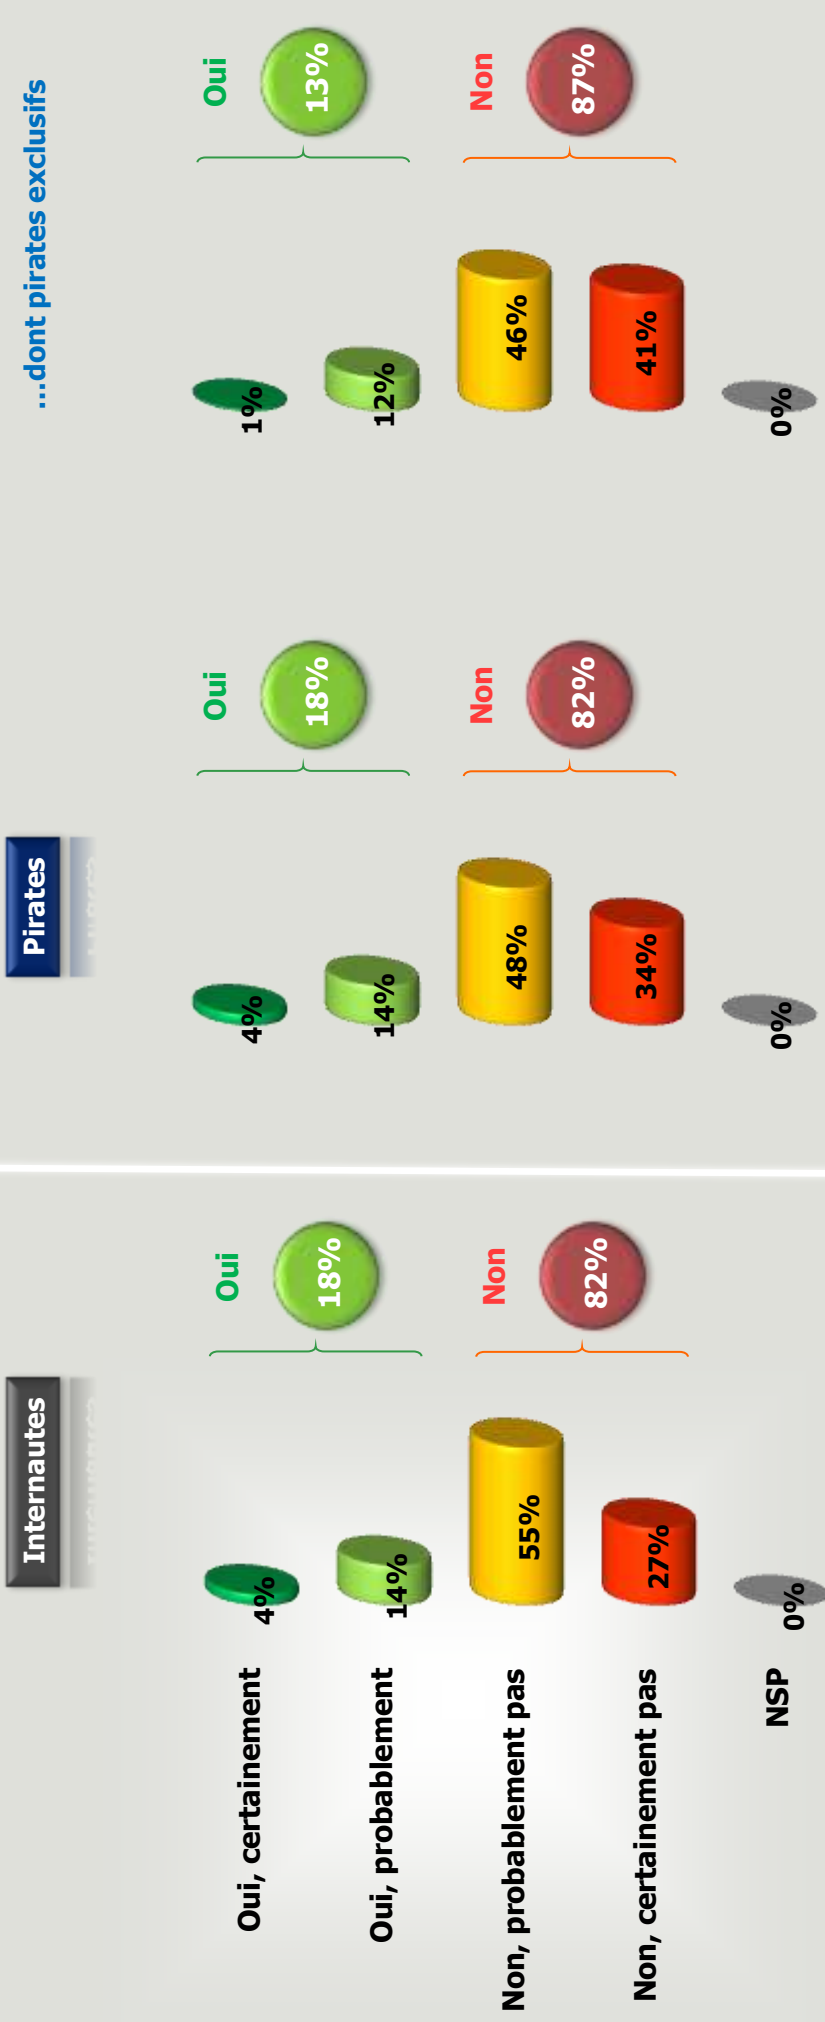 Internautes
Pirates
...dont pirates exclusifs
Oui, certainement
4%
4%
1%
Oui, probablement
14%
14%
12%
Non, probablement pas
55%
48%
46%
Non, certainement pas
27%
34%
41%
NSP
0%
0%
0%
Oui
18%
Non
82%
Oui
18%
Non
82%
Oui
13%
Non
87%